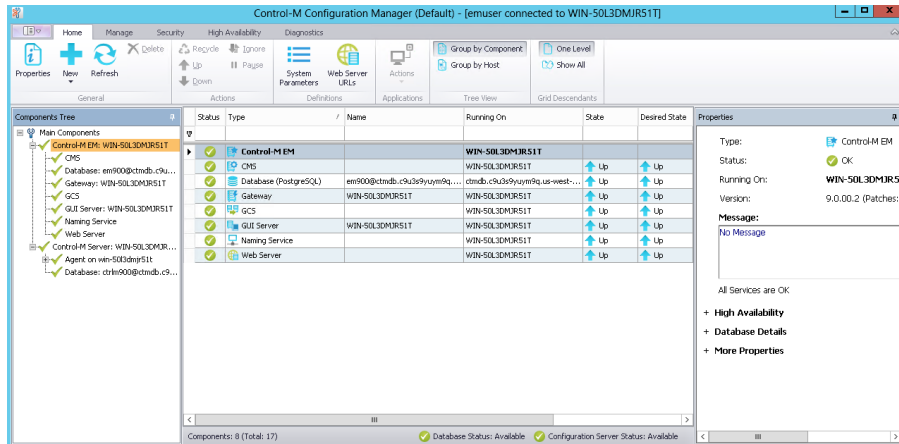 Control-M Configuration Manager (Default) - [emuser connected to WIN-50L3DMJR51T]
Home Manage Security High Availability Diagnostics
Properties New Refresh Delete
General
Recycle Ignore
Up Pause
Down
Actions
System Parameters Web Server URLs
Definitions
Actions
Applications
Group by Component
Group by Host
Tree View
One Level
Show All
Grid Descendants
Components Tree
Main Components
Control-M EM: WIN-50L3DMJR51T
CMS
Database: em900@ctmdb.c9u...
Gateway: WIN-50L3DMJR51T
GCS
GUI Server: WIN-50L3DMJR51T
Naming Service
Web Server
Control-M Server: WIN-50L3DMJR...
Agent on win-50l3dmjr51t
Database: ctrlm900@ctmdb.c9...
Status Type / Name Running On State Desired State
Control-M EM WIN-50L3DMJR51T
CMS WIN-50L3DMJR51T Up Up
Database (PostgreSQL) em900@ctmdb.c9u3s9yuym9q.... ctmdb.c9u3s9yuym9q.us-west-... Up Up
Gateway WIN-50L3DMJR51T WIN-50L3DMJR51T Up Up
GCS WIN-50L3DMJR51T Up Up
GUI Server WIN-50L3DMJR51T WIN-50L3DMJR51T Up Up
Naming Service WIN-50L3DMJR51T Up Up
Web Server WIN-50L3DMJR51T Up Up
Components: 8 (Total: 17) Database Status: Available Configuration Server Status: Available
Properties
Type: Control-M EM
Status: OK
Running On: WIN-50L3DMJR5
Version: 9.0.00.2 (Patches:
Message:
No Message
All Services are OK
+ High Availability
+ Database Details
+ More Properties